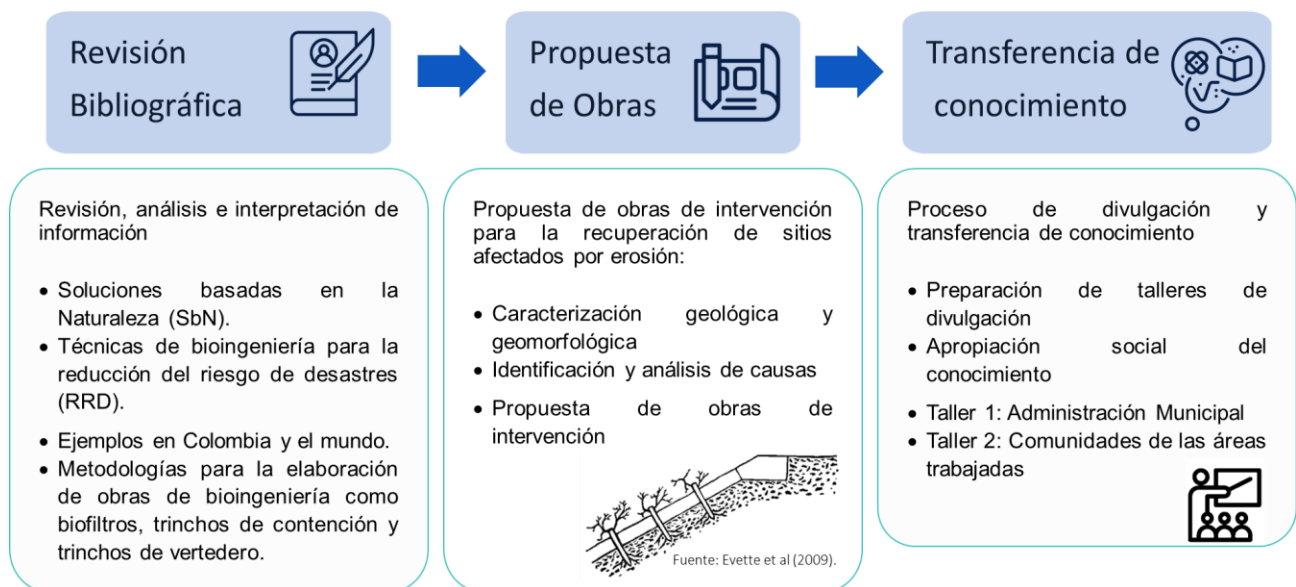 Revisión
Bibliográfica
Propuesta
de Obras
Transferencia de
conocimiento
Revisión, análisis e interpretación de
información
• Soluciones basadas en la
Naturaleza (SbN).
• Técnicas de bioingeniería para la
reducción del riesgo de desastres
(RRD).
• Ejemplos en Colombia y el mundo.
• Metodologías para la elaboración
de obras de bioingeniería como
biofiltros, trinchos de contención y
trinchos de vertedero.
Propuesta de obras de intervención
para la recuperación de sitios
afectados por erosión:
• Caracterización geológica y
geomorfológica
• Identificación y análisis de causas
• Propuesta de obras de
intervención
Fuente: Evette et al (2009).
Proceso de divulgación y
transferencia de conocimiento
• Preparación de talleres de
divulgación
• Apropiación social del
conocimiento
• Taller 1: Administración Municipal
• Taller 2: Comunidades de las áreas
trabajadas